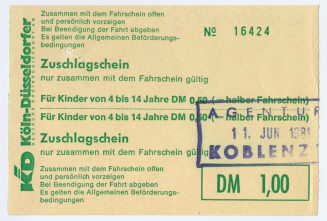 Zusammen mit dem Fahrschein offen
und persönlich vorzeigen
Bei Beendigung der Fahrt abgeben
Es gelten die Allgemeinen Beförderungs-
bedingungen
№ 16424
Zuschlagschein
nur zusammen mit dem Fahrschein gültig
Für Kinder von 4 bis 14 Jahre DM 0,50 (= halber Fahrschein)
Für Kinder von 4 bis 14 Jahre DM 0,50 (= halber Fahrschein)
Zuschlagschein
nur zusammen mit dem Fahrschein gültig
Zusammen mit dem Fahrschein offen
und persönlich vorzeigen
Bei Beendigung der Fahrt abgeben
Es gelten die Allgemeinen Beförderungs-
bedingungen
KD Köln-Düsseldorfer
AGENTUR
11. JUN. 1981
KOBLENZ
DM 1,00